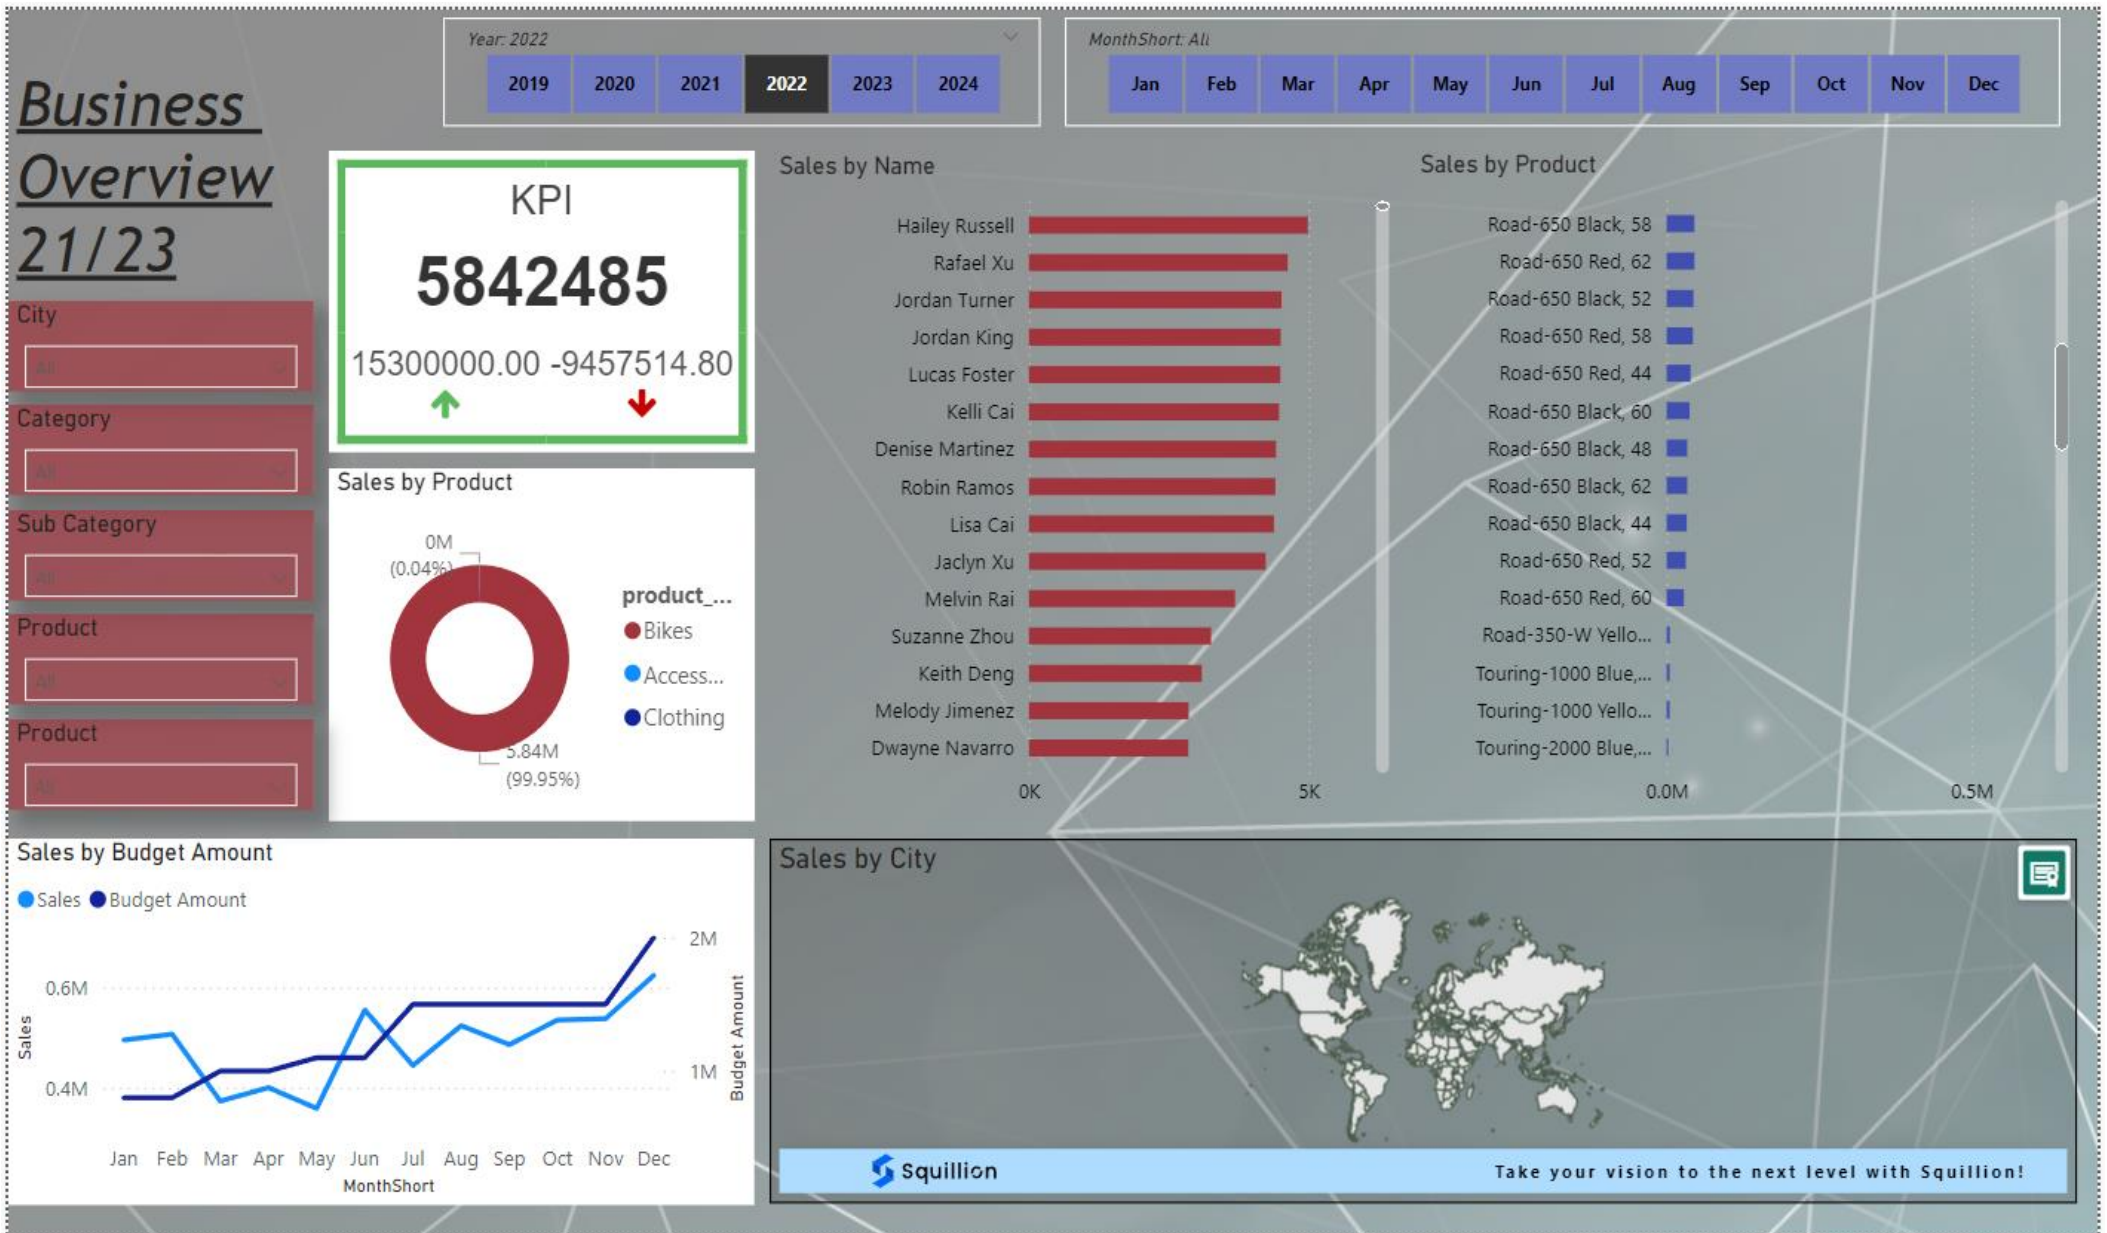 Business
Overview
21/23
Year: 2022
2019 2020 2021 2022 2023 2024
MonthShort: All
Jan Feb Mar Apr May Jun Jul Aug Sep Oct Nov Dec
City
All
Category
All
Sub Category
All
Product
All
Product
All
KPI
5842485
15300000.00 -9457514.80
Sales by Product
0M
(0.04%)
5.84M
(99.95%)
product_...
Bikes
Access...
Clothing
Sales by Name
Hailey Russell
Rafael Xu
Jordan Turner
Jordan King
Lucas Foster
Kelli Cai
Denise Martinez
Robin Ramos
Lisa Cai
Jaclyn Xu
Melvin Rai
Suzanne Zhou
Keith Deng
Melody Jimenez
Dwayne Navarro
0K 5K
Sales by Product
Road-650 Black, 58
Road-650 Red, 62
Road-650 Black, 52
Road-650 Red, 58
Road-650 Red, 44
Road-650 Black, 60
Road-650 Black, 48
Road-650 Black, 62
Road-650 Black, 44
Road-650 Red, 52
Road-650 Red, 60
Road-350-W Yello...
Touring-1000 Blue,...
Touring-1000 Yello...
Touring-2000 Blue,...
0.0M 0.5M
Sales by Budget Amount
Sales Budget Amount
Sales
0.6M
0.4M
2M
1M
Budget Amount
Jan Feb Mar Apr May Jun Jul Aug Sep Oct Nov Dec
MonthShort
Sales by City
Squillion
Take your vision to the next level with Squillion!